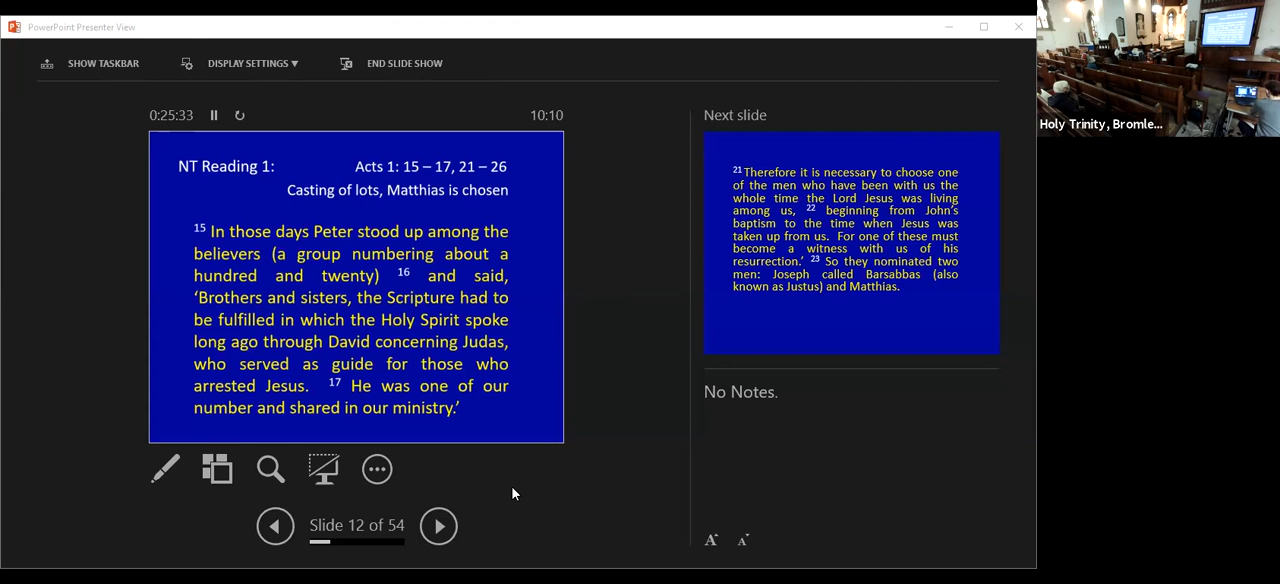 PowerPoint Presenter View
SHOW TASKBAR
DISPLAY SETTINGS ▼
END SLIDE SHOW
0:25:33
10:10
NT Reading 1: Acts 1: 15 – 17, 21 – 26
Casting of lots, Matthias is chosen
15 In those days Peter stood up among the
believers (a group numbering about a
hundred and twenty) 16 and said,
‘Brothers and sisters, the Scripture had to
be fulfilled in which the Holy Spirit spoke
long ago through David concerning Judas,
who served as guide for those who
arrested Jesus. 17 He was one of our
number and shared in our ministry.’
Slide 12 of 54
Next slide
21 Therefore it is necessary to choose one
of the men who have been with us the
whole time the Lord Jesus was living
among us, 22 beginning from John’s
baptism to the time when Jesus was
taken up from us. For one of these must
become a witness with us of his
resurrection.’ 23 So they nominated two
men: Joseph called Barsabbas (also
known as Justus) and Matthias.
No Notes.
A A
Holy Trinity, Bromle...